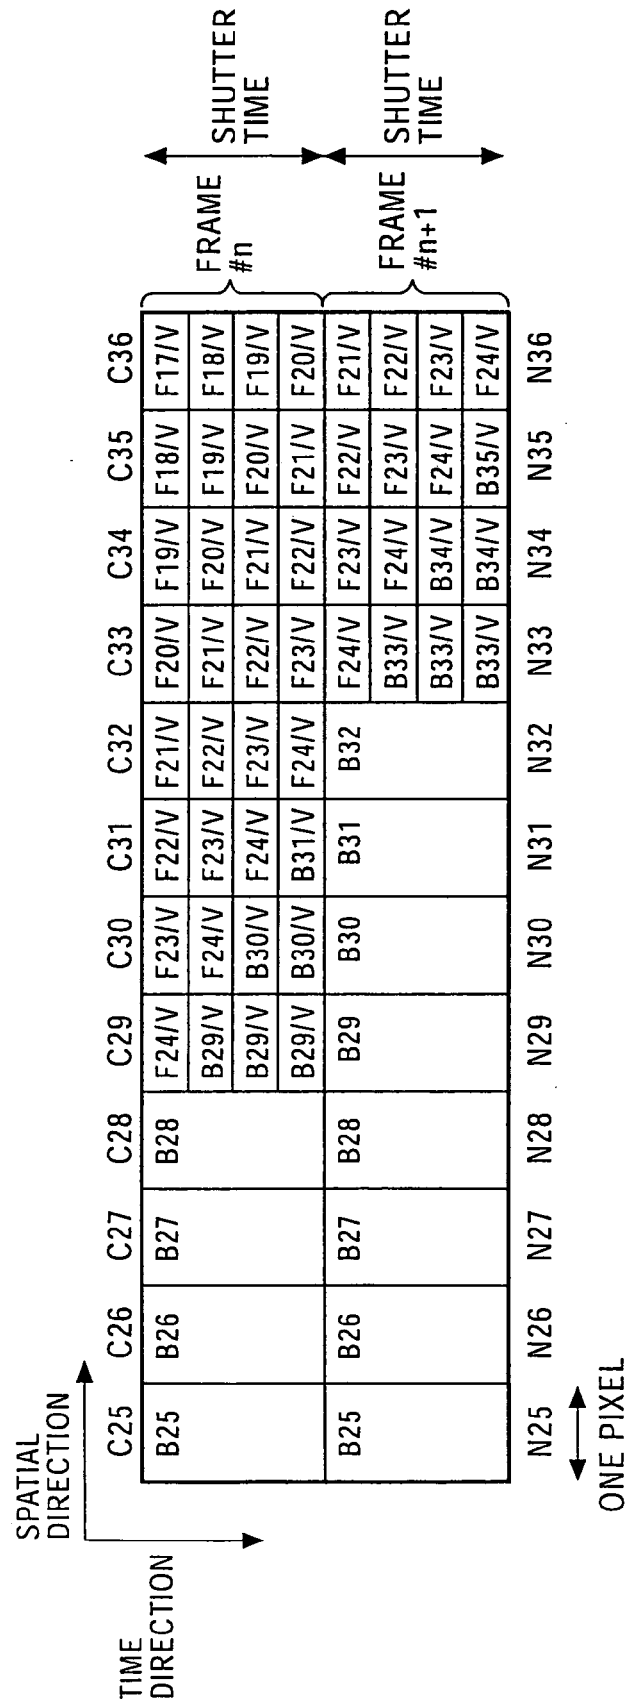 SPATIAL
DIRECTION
TIME
DIRECTION
C25 C26 C27 C28 C29 C30 C31 C32 C33 C34 C35 C36
B25 B26 B27 B28 F24/V F23/V F22/V F21/V F20/V F19/V F18/V F17/V
B29/V F24/V F23/V F22/V F21/V F20/V F19/V F18/V
B29/V B30/V F24/V F23/V F22/V F21/V F20/V F19/V
B29/V B30/V B31/V F24/V F23/V F22/V F21/V F20/V
FRAME
#n
SHUTTER
TIME
B25 B26 B27 B28 B29 B30 B31 B32 F24/V F23/V F22/V F21/V
B33/V F24/V F23/V F22/V
B33/V B34/V F24/V F23/V
B33/V B34/V B35/V F24/V
FRAME
#n+1
SHUTTER
TIME
N25 N26 N27 N28 N29 N30 N31 N32 N33 N34 N35 N36
ONE PIXEL